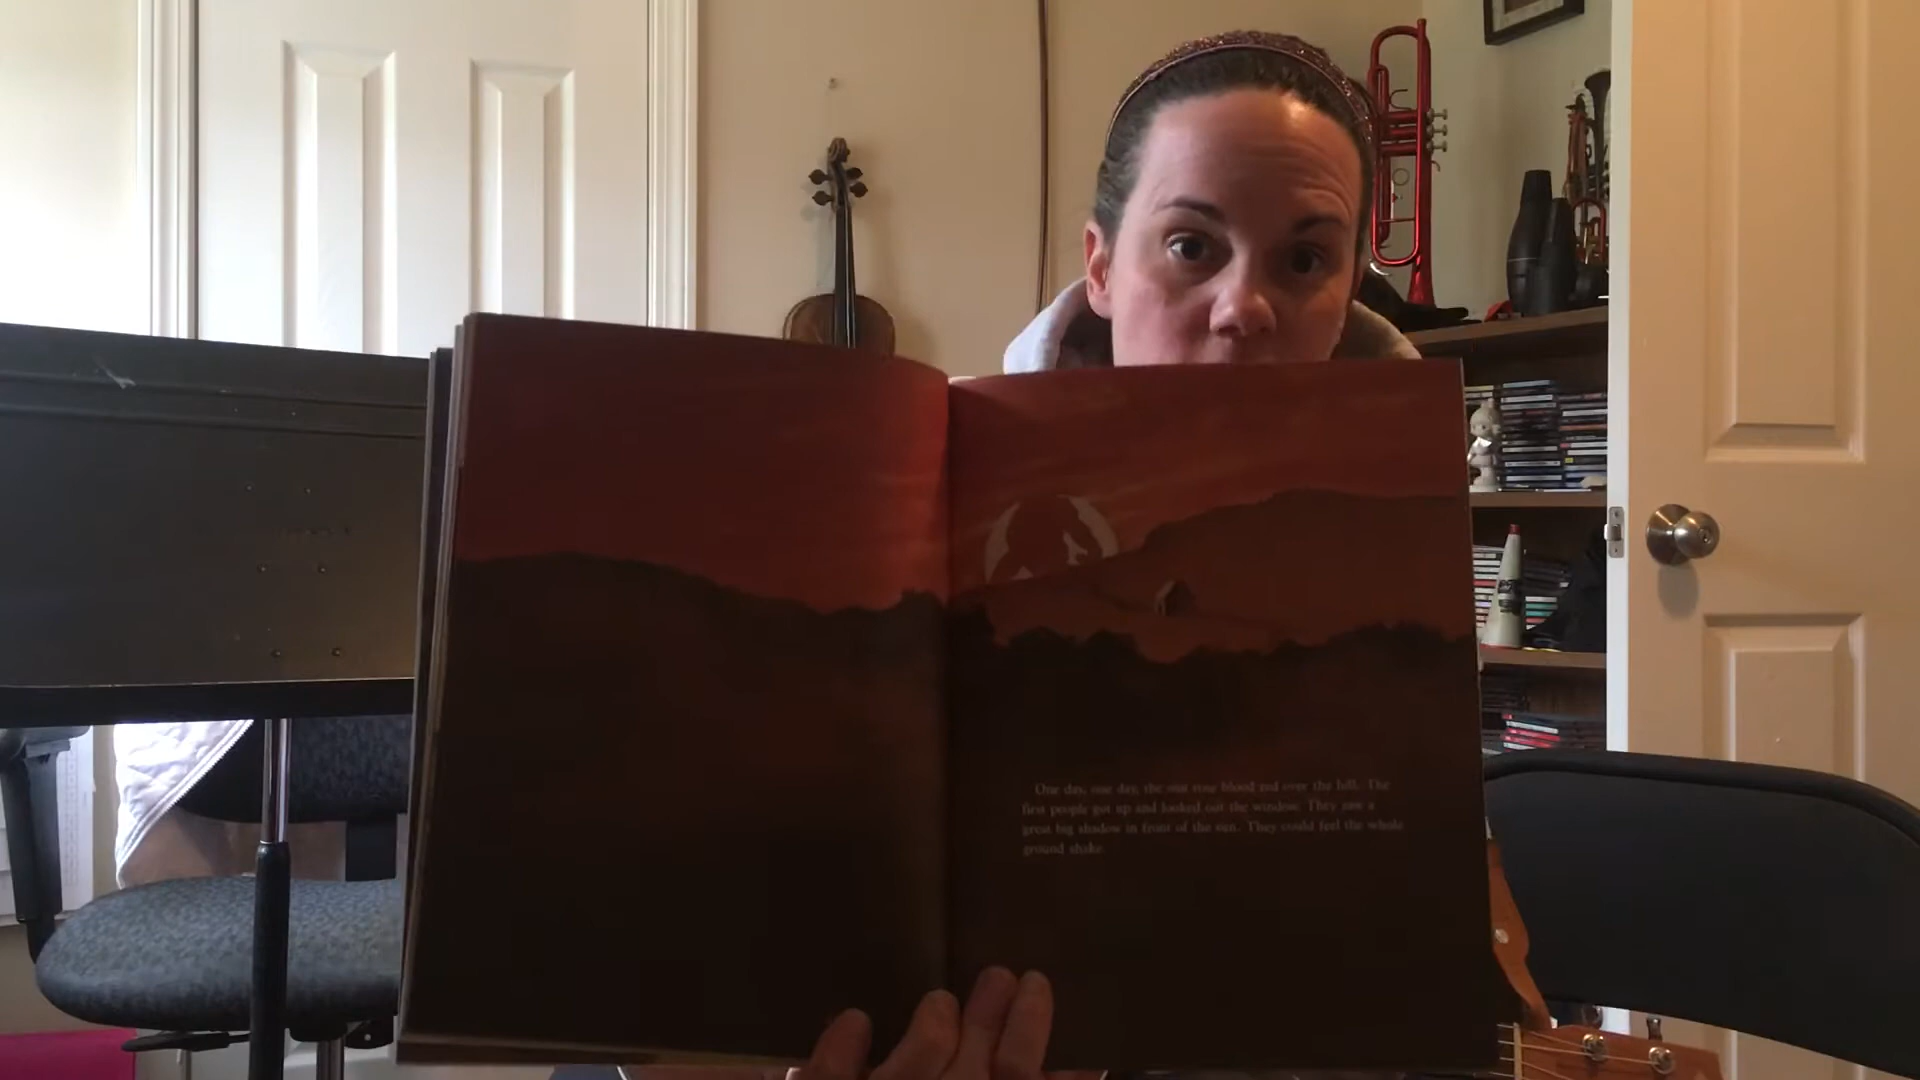 One day, one day, the sun rose blood red over the hill. The
first people got up and looked out the window. They saw a
great big shadow in front of the sun. They could feel the whole
ground shake.